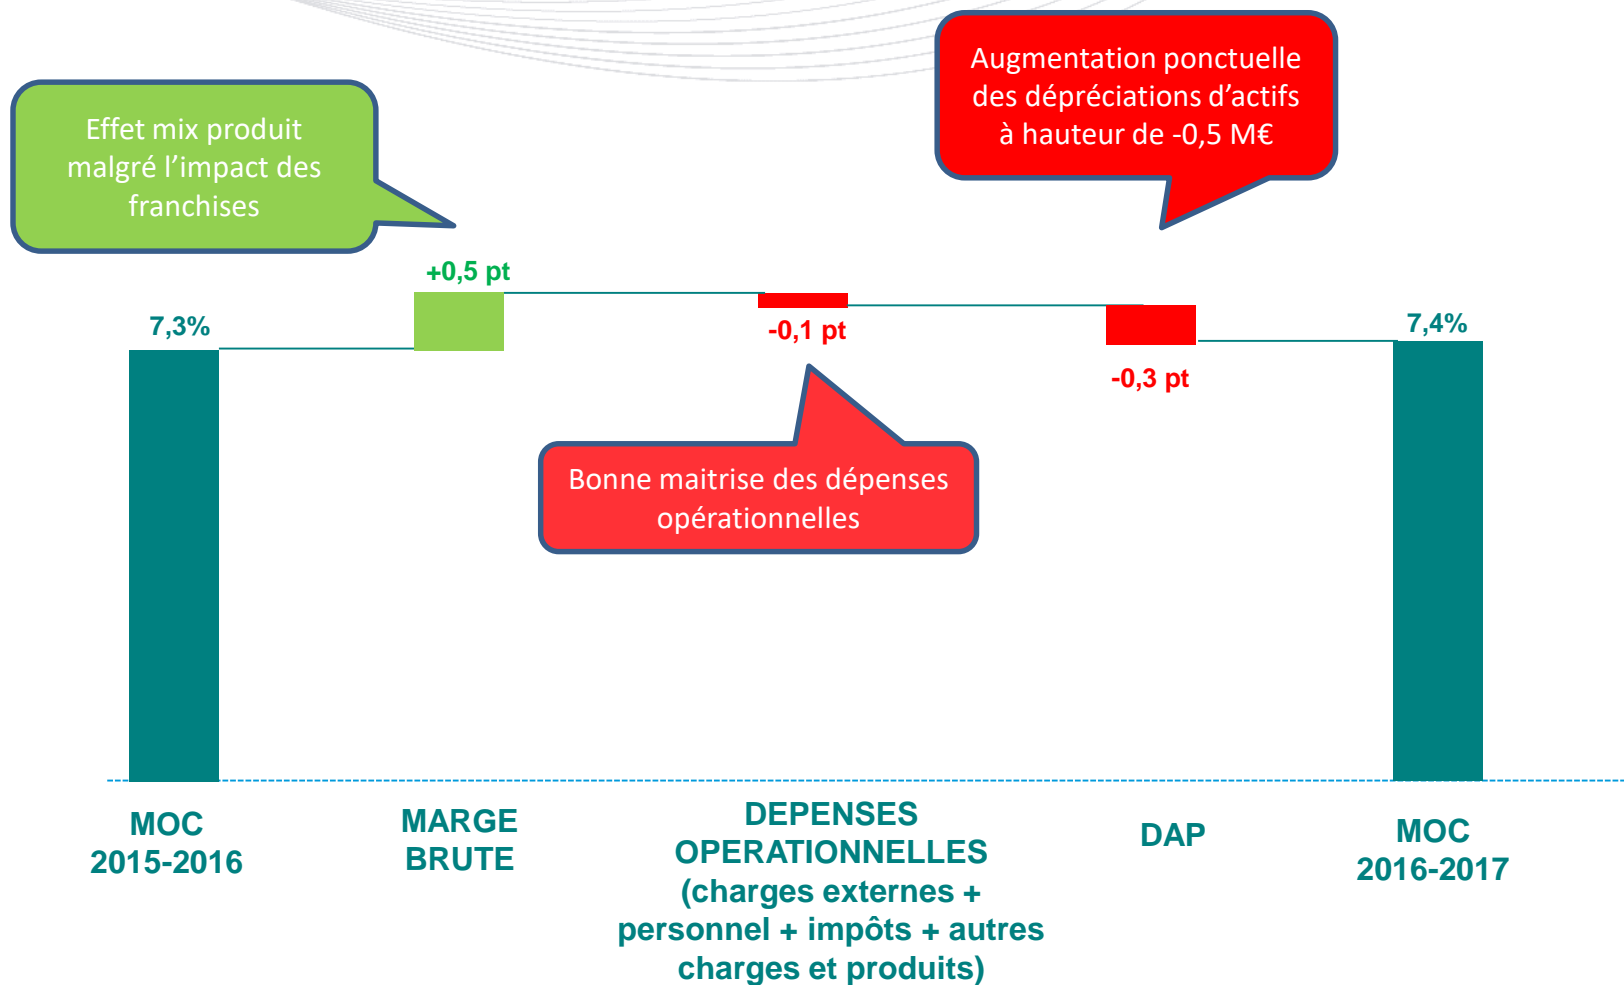 Augmentation ponctuelle
des dépréciations d’actifs
à hauteur de -0,5 M€
Effet mix produit
malgré l’impact des
franchises
+0,5 pt
7,3%
-0,1 pt
7,4%
-0,3 pt
Bonne maitrise des dépenses
opérationnelles
MOC
2015-2016
MARGE
BRUTE
DEPENSES
OPERATIONNELLES
(charges externes +
personnel + impôts + autres
charges et produits)
DAP
MOC
2016-2017